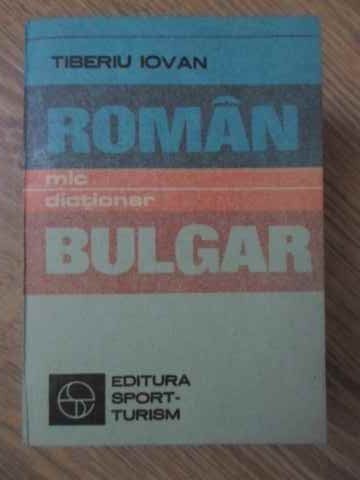 TIBERIU IOVAN
ROMÂN
mic
dicționar
BULGAR
EDITURA
SPORT-
TURISM